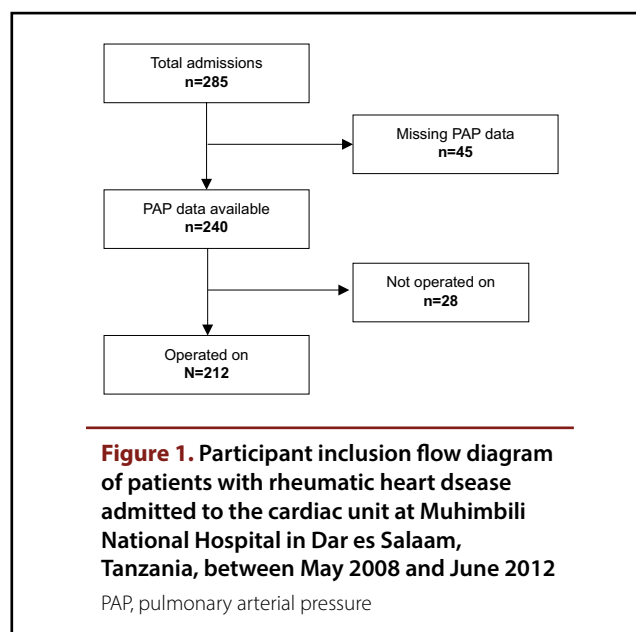 Total admissions
n=285
Missing PAP data
n=45
PAP data available
n=240
Not operated on
n=28
Operated on
N=212
Figure 1. Participant inclusion flow diagram
of patients with rheumatic heart dsease
admitted to the cardiac unit at Muhimbili
National Hospital in Dar es Salaam,
Tanzania, between May 2008 and June 2012
PAP, pulmonary arterial pressure